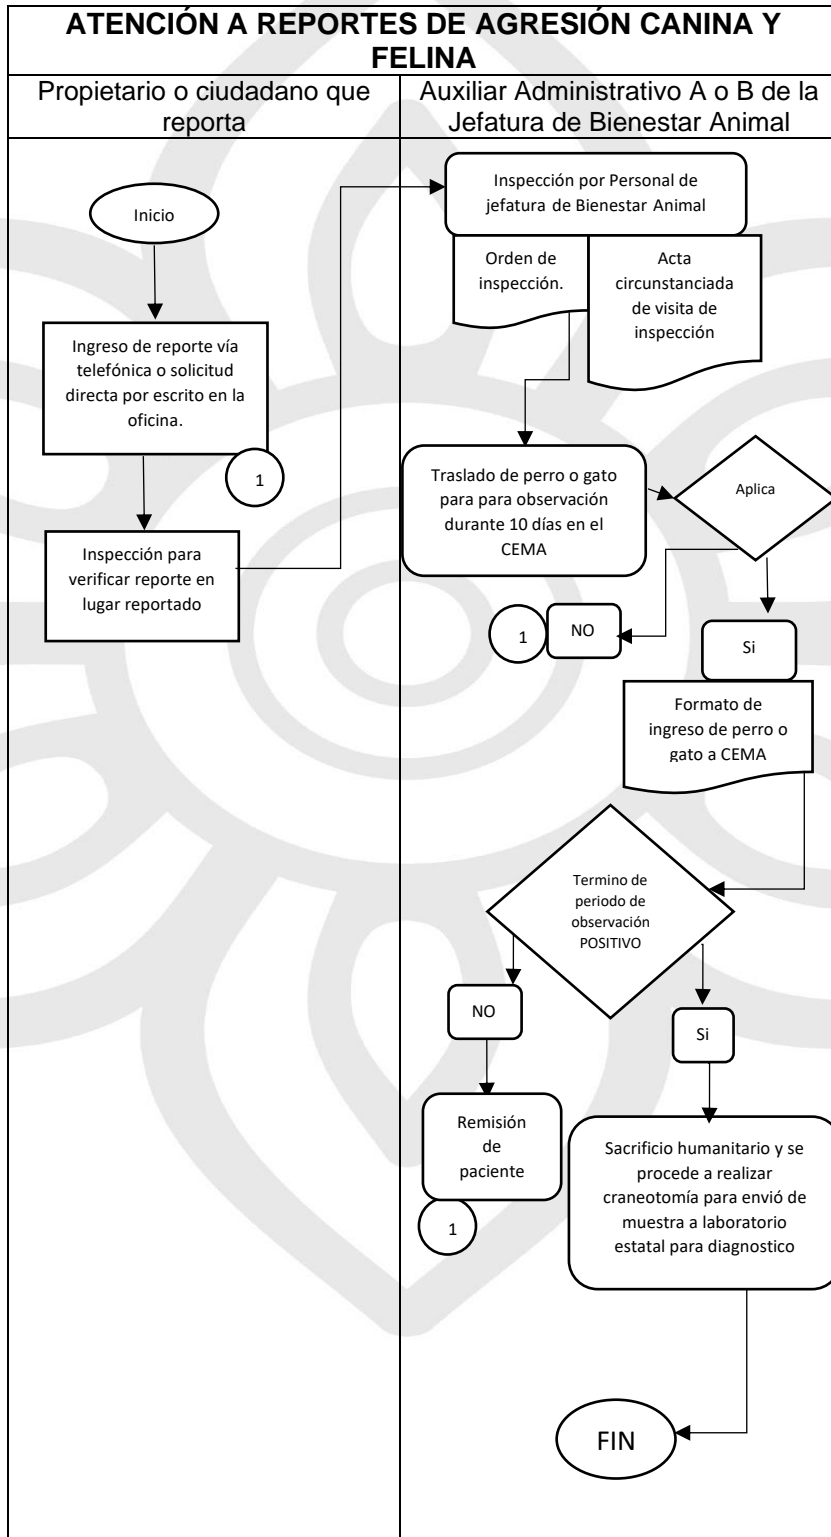 ATENCIÓN A REPORTES DE AGRESIÓN CANINA Y
FELINA
Propietario o ciudadano que
reporta
Auxiliar Administrativo A o B de la
Jefatura de Bienestar Animal
Inicio
Ingreso de reporte vía
telefónica o solicitud
directa por escrito en la
oficina.
1
Inspección para
verificar reporte en
lugar reportado
Inspección por Personal de
jefatura de Bienestar Animal
Orden de
inspección.
Acta
circunstanciada
de visita de
inspección
Traslado de perro o gato
para para observación
durante 10 días en el
CEMA
Aplica
1
NO
Si
Formato de
ingreso de perro o
gato a CEMA
Termino de
periodo de
observación
POSITIVO
NO
Si
Remisión
de
paciente
1
Sacrificio humanitario y se
procede a realizar
craneotomía para envió de
muestra a laboratorio
estatal para diagnostico
FIN